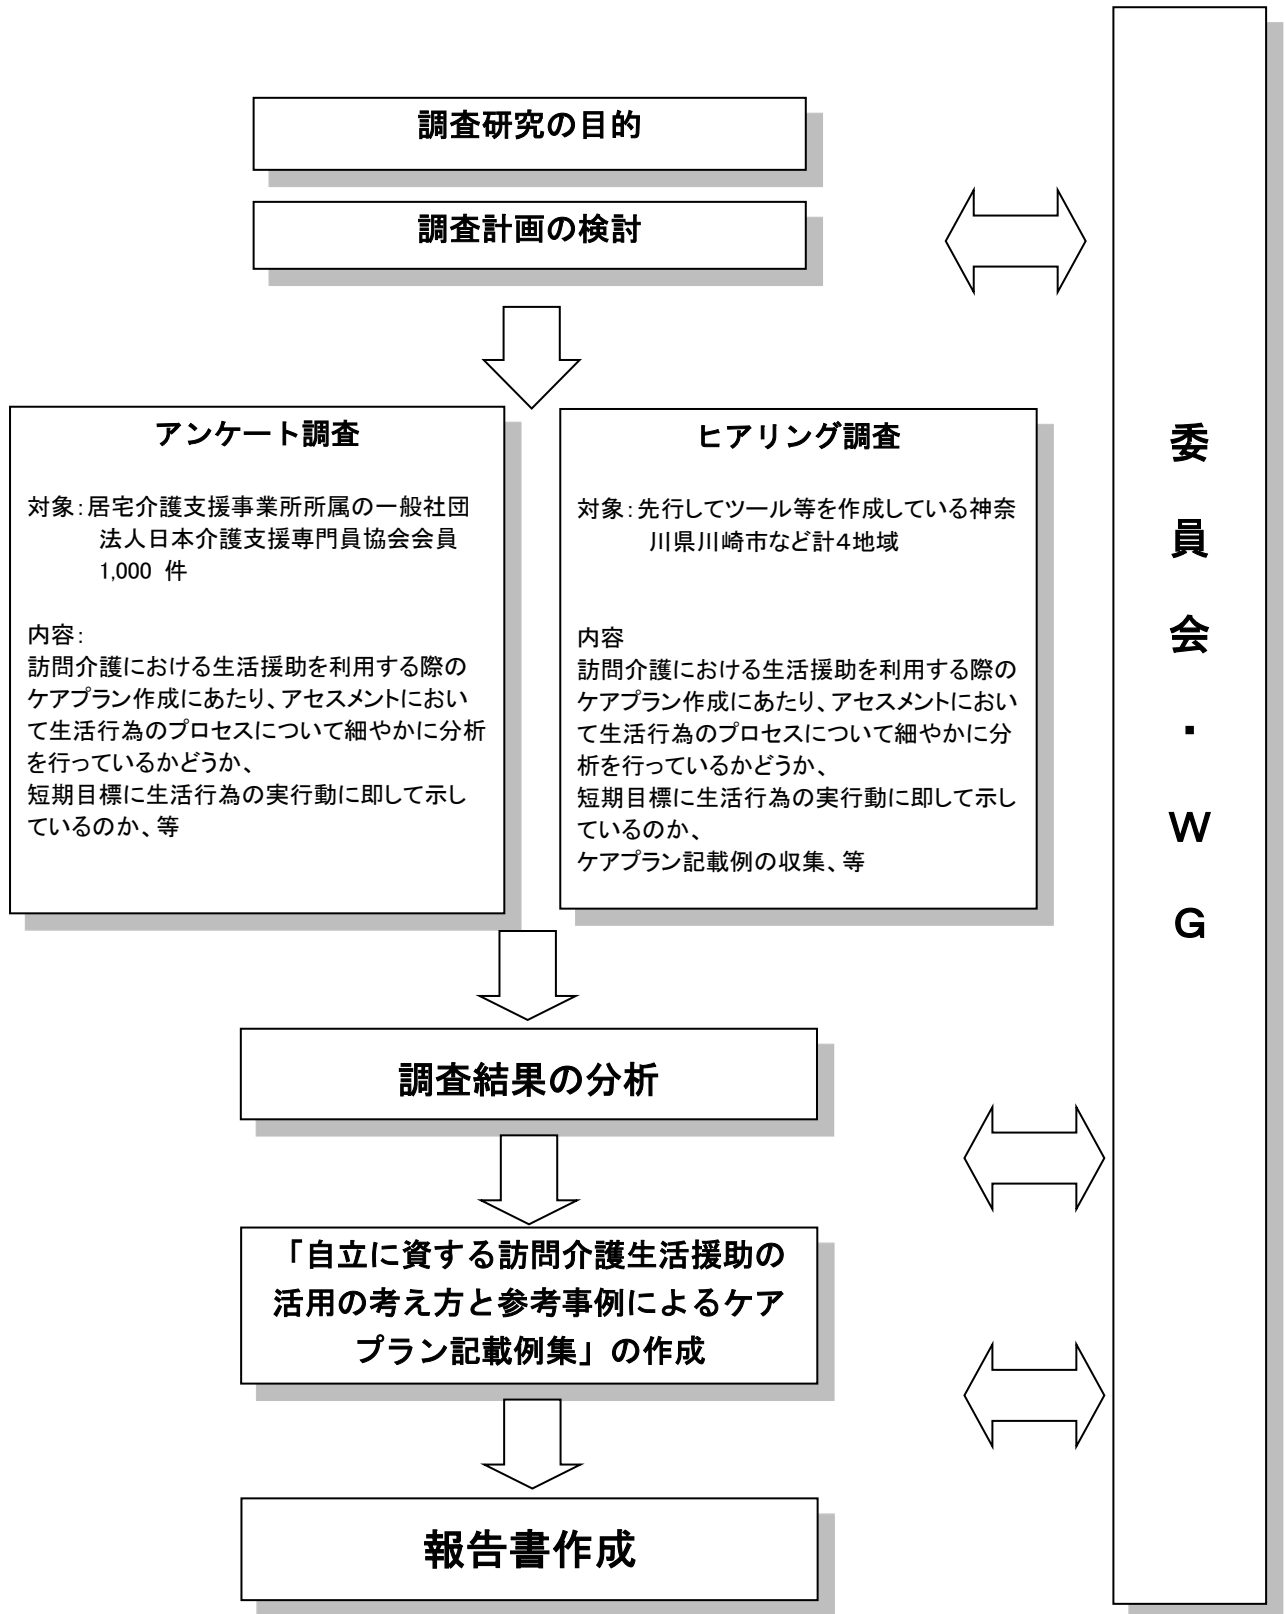 調査研究の目的
調査計画の検討
アンケート調査
対象：居宅介護支援事業所所属の一般社団
法人日本介護支援専門員協会会員
1,000 件
内容：
訪問介護における生活援助を利用する際の
ケアプラン作成にあたり、アセスメントにおい
て生活行為のプロセスについて細やかに分析
を行っているかどうか、
短期目標に生活行為の実行動に即して示し
ているのか、等
ヒアリング調査
対象：先行してツール等を作成している神奈
川県川崎市など計４地域
内容
訪問介護における生活援助を利用する際の
ケアプラン作成にあたり、アセスメントにおい
て生活行為のプロセスについて細やかに分
析を行っているかどうか、
短期目標に生活行為の実行動に即して示し
ているのか、
ケアプラン記載例の収集、等
調査結果の分析
「自立に資する訪問介護生活援助の
活用の考え方と参考事例によるケア
プラン記載例集」の作成
報告書作成
委員会・ＷＧ